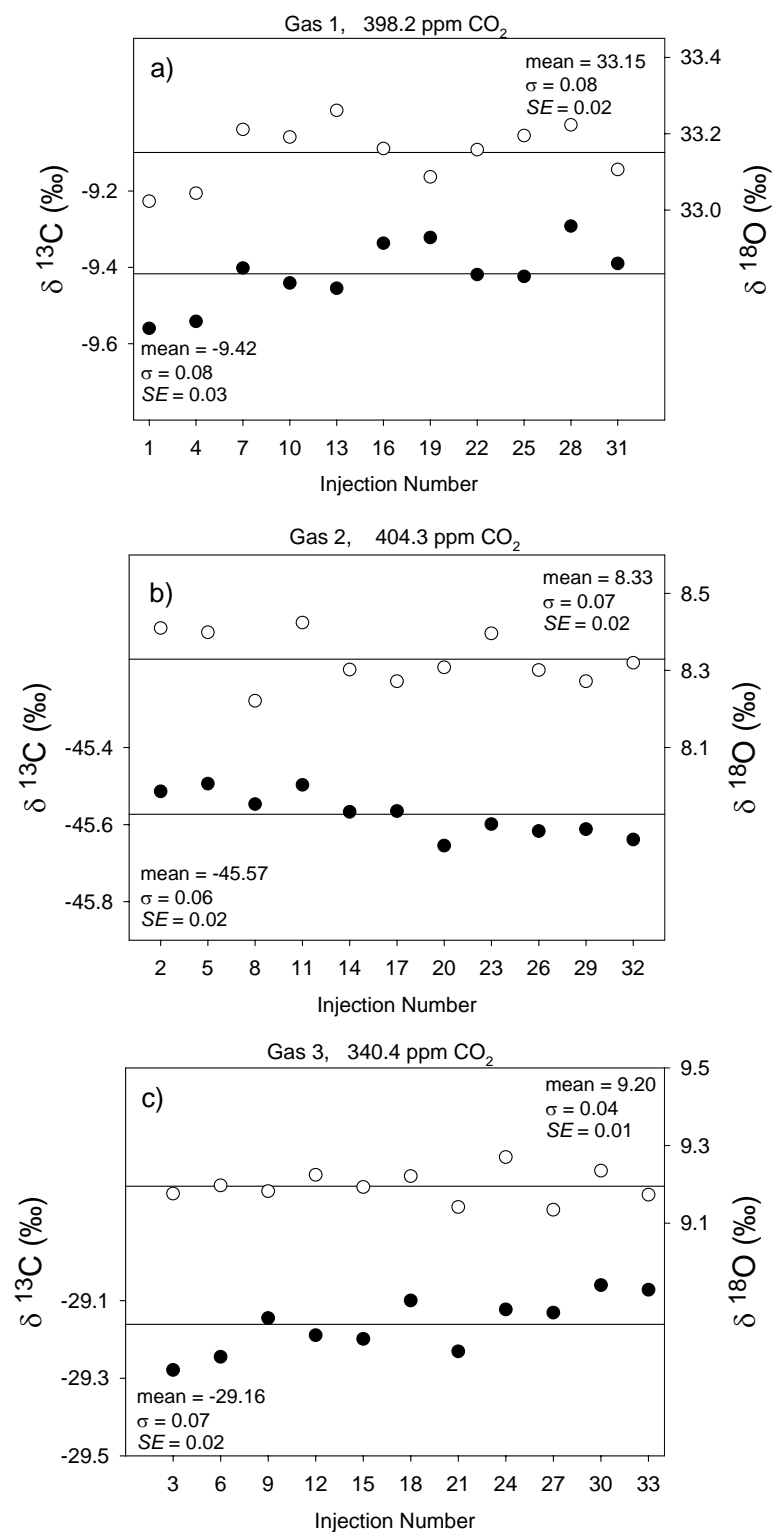 Gas 1, 398.2 ppm CO₂
a)
mean = 33.15
σ = 0.08
SE = 0.02
33.4
33.2
33.0
-9.2
-9.4
-9.6
δ ¹³C (‰)
δ ¹⁸O (‰)
mean = -9.42
σ = 0.08
SE = 0.03
1 4 7 10 13 16 19 22 25 28 31
Injection Number
Gas 2, 404.3 ppm CO₂
b)
mean = 8.33
σ = 0.07
SE = 0.02
8.5
8.3
8.1
-45.4
-45.6
-45.8
δ ¹³C (‰)
δ ¹⁸O (‰)
mean = -45.57
σ = 0.06
SE = 0.02
2 5 8 11 14 17 20 23 26 29 32
Injection Number
Gas 3, 340.4 ppm CO₂
c)
mean = 9.20
σ = 0.04
SE = 0.01
9.5
9.3
9.1
-29.1
-29.3
-29.5
δ ¹³C (‰)
δ ¹⁸O (‰)
mean = -29.16
σ = 0.07
SE = 0.02
3 6 9 12 15 18 21 24 27 30 33
Injection Number